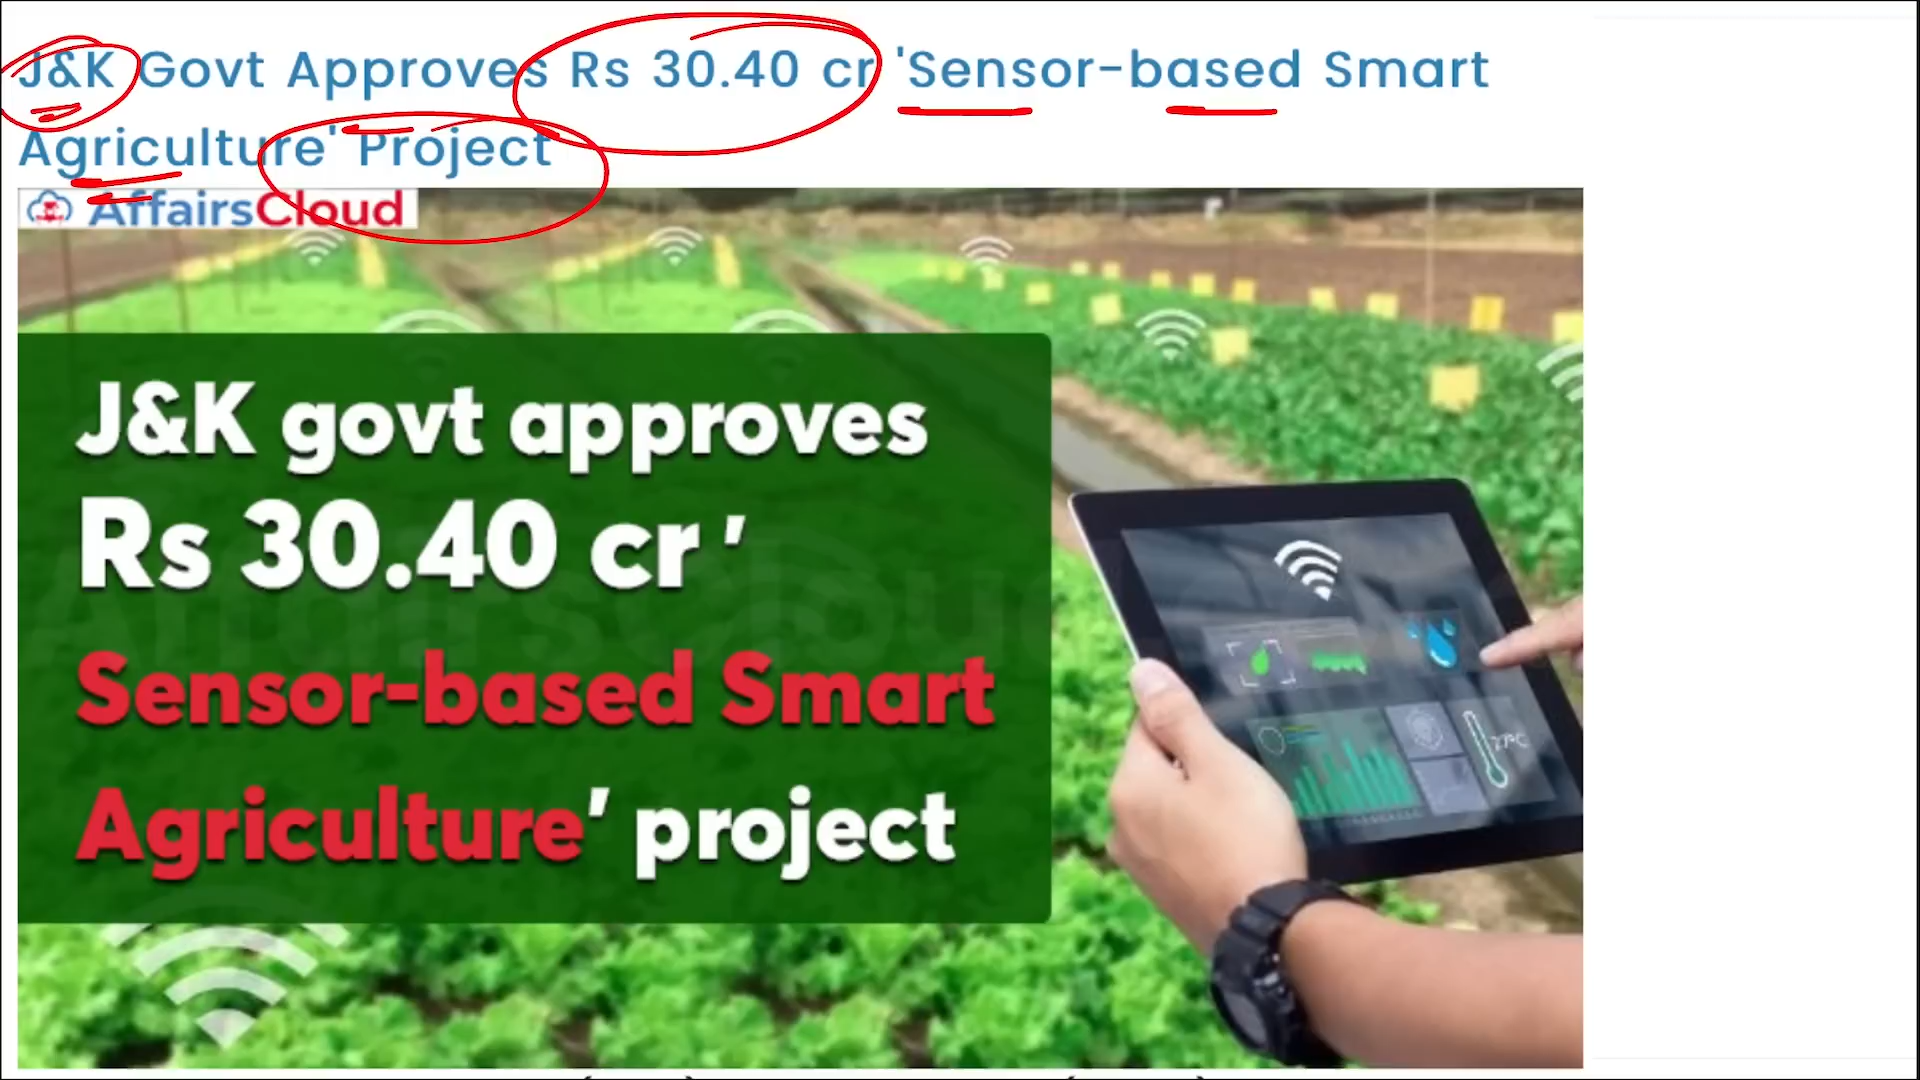 J&K Govt Approves Rs 30.40 cr 'Sensor-based Smart
Agriculture' Project
AffairsCloud
J&K govt approves
Rs 30.40 cr '
Sensor-based Smart
Agriculture' project
27°C